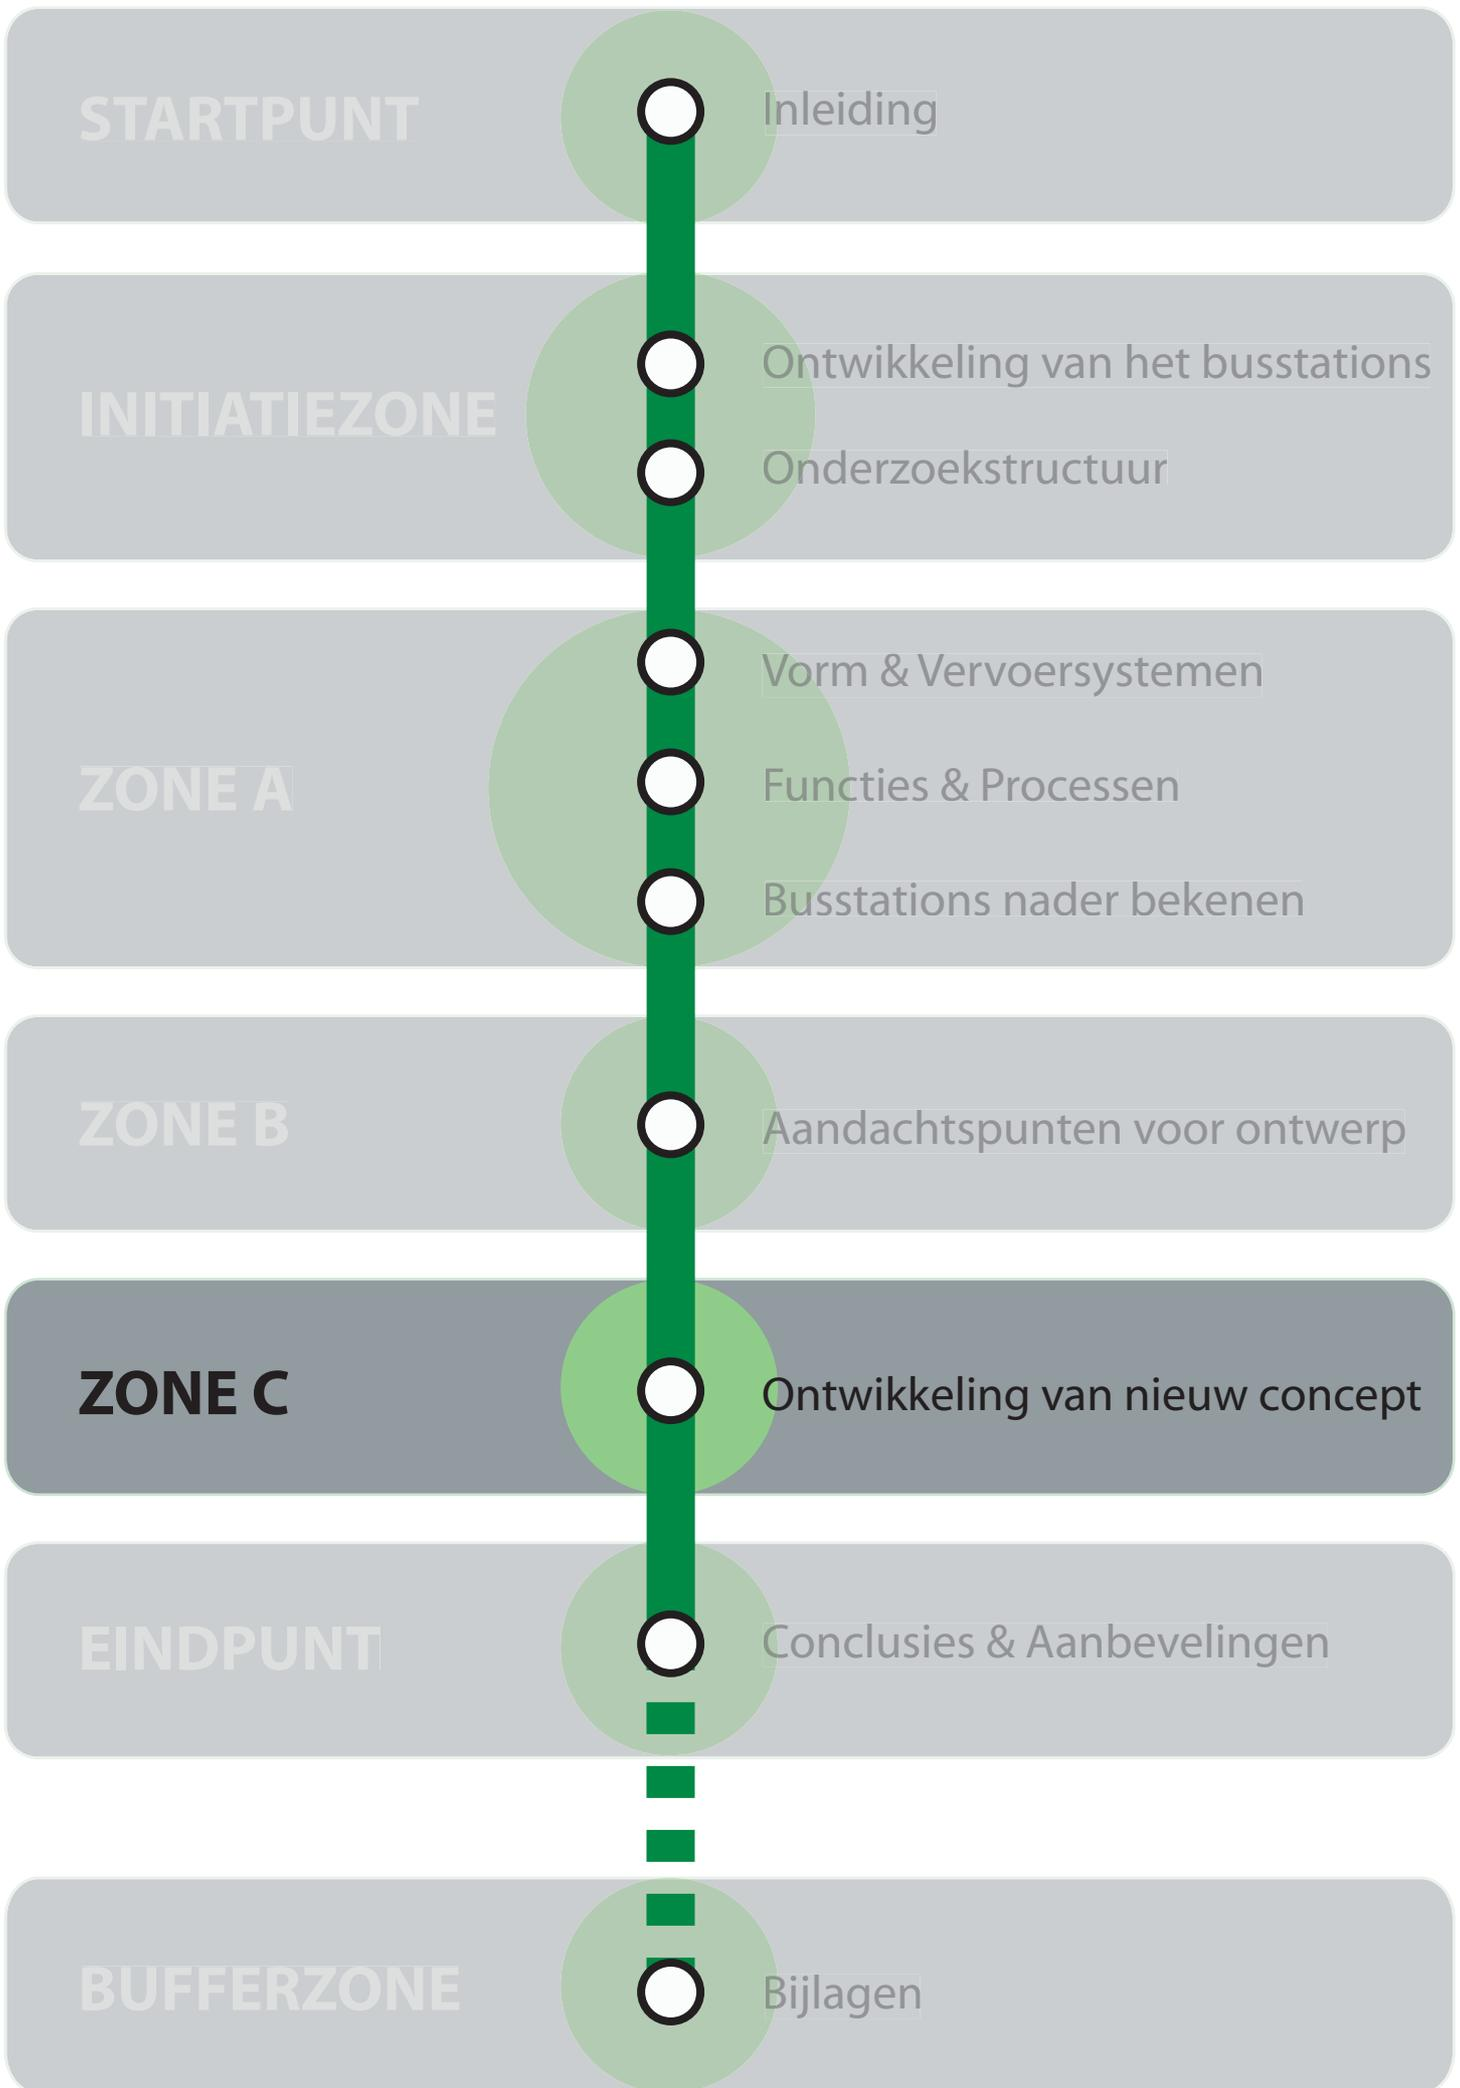 STARTPUNT
Inleiding
INITIATIEZONE
Ontwikkeling van het busstations
Onderzoekstructuur
ZONE A
Vorm & Vervoersystemen
Functies & Processen
Busstations nader bekenen
ZONE B
Aandachtspunten voor ontwerp
ZONE C
Ontwikkeling van nieuw concept
EINDPUNT
Conclusies & Aanbevelingen
BUFFERZONE
Bijlagen